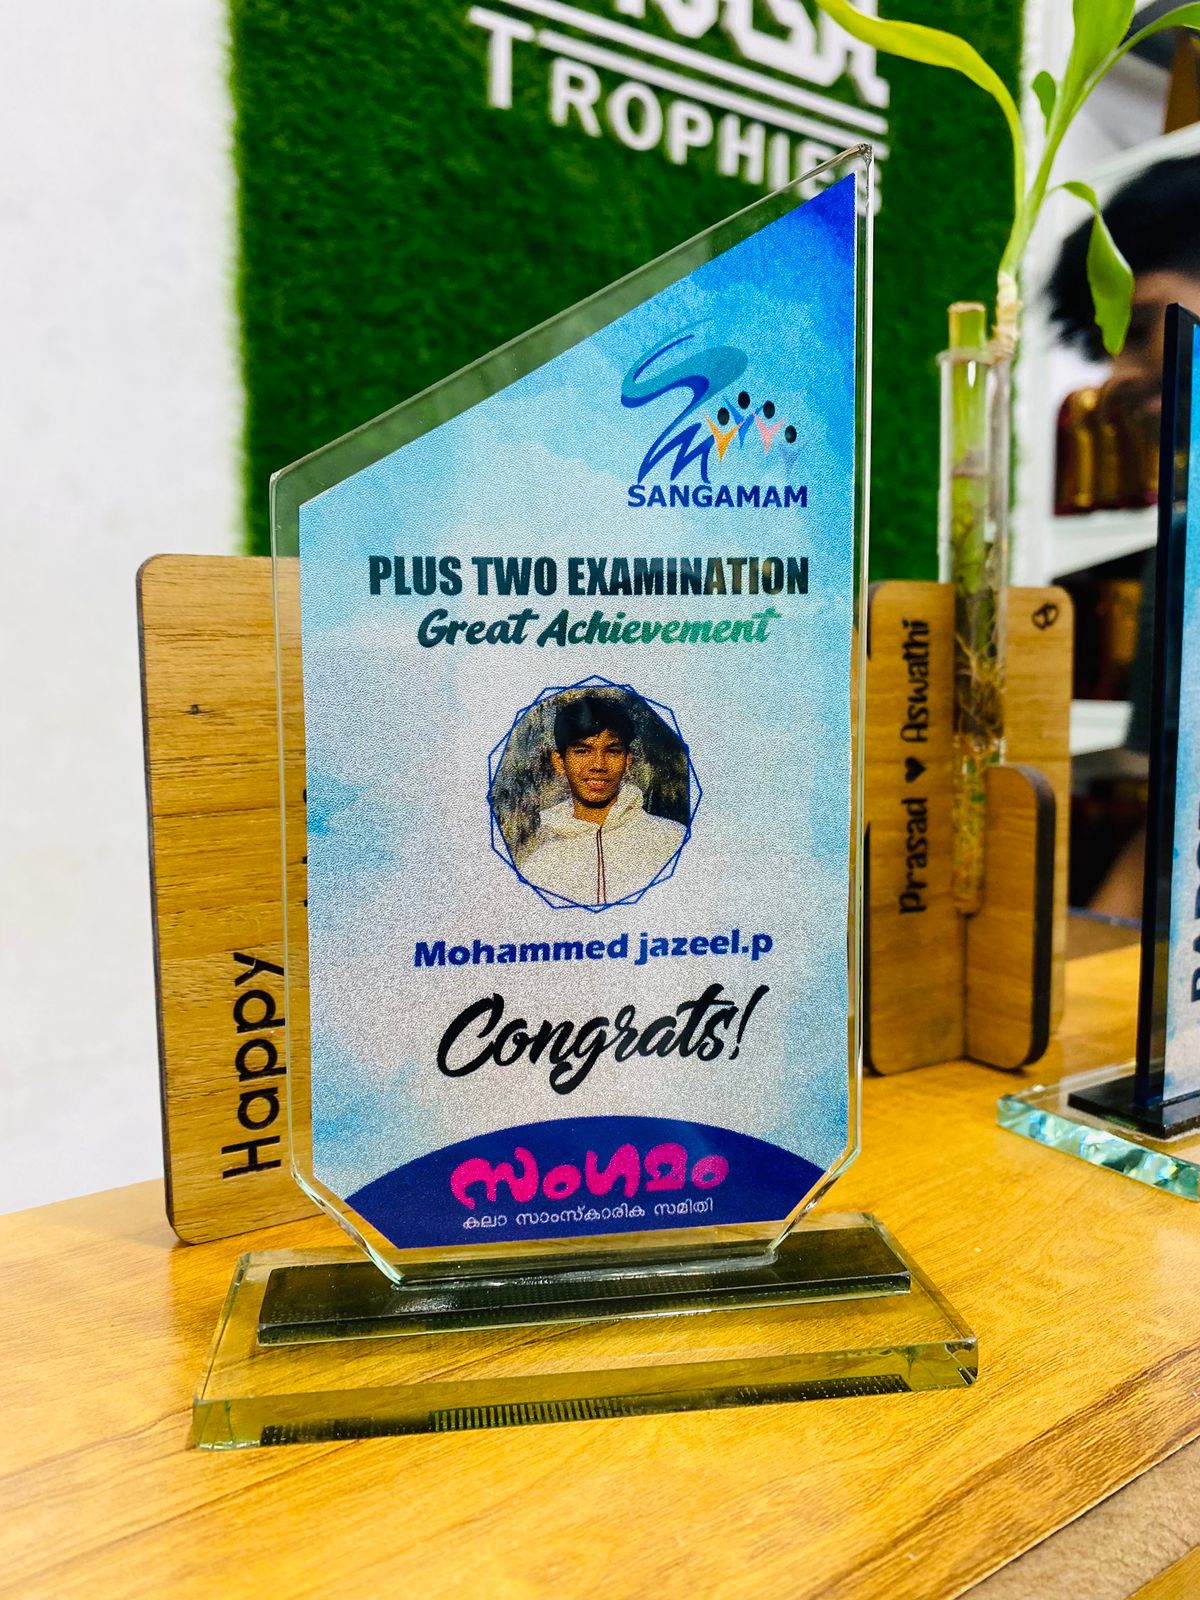 TROPHIES
SANGAMAM
PLUS TWO EXAMINATION
Great Achievement
Mohammed jazeel.p
Congrats!
സംഗമം
കലാ സാംസ്കാരിക സമിതി
Happy
Prasad ♥ Aswathi